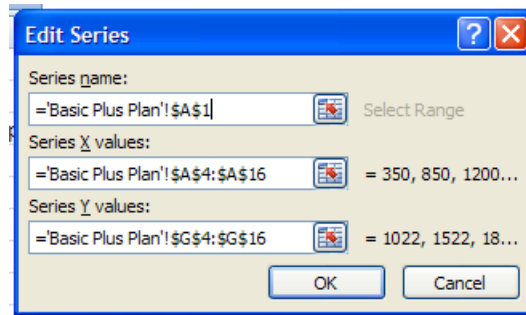 Edit Series
Series name:
='Basic Plus Plan'!$A$1 Select Range
Series X values:
='Basic Plus Plan'!$A$4:$A$16 = 350, 850, 1200...
Series Y values:
='Basic Plus Plan'!$G$4:$G$16 = 1022, 1522, 18...
OK Cancel